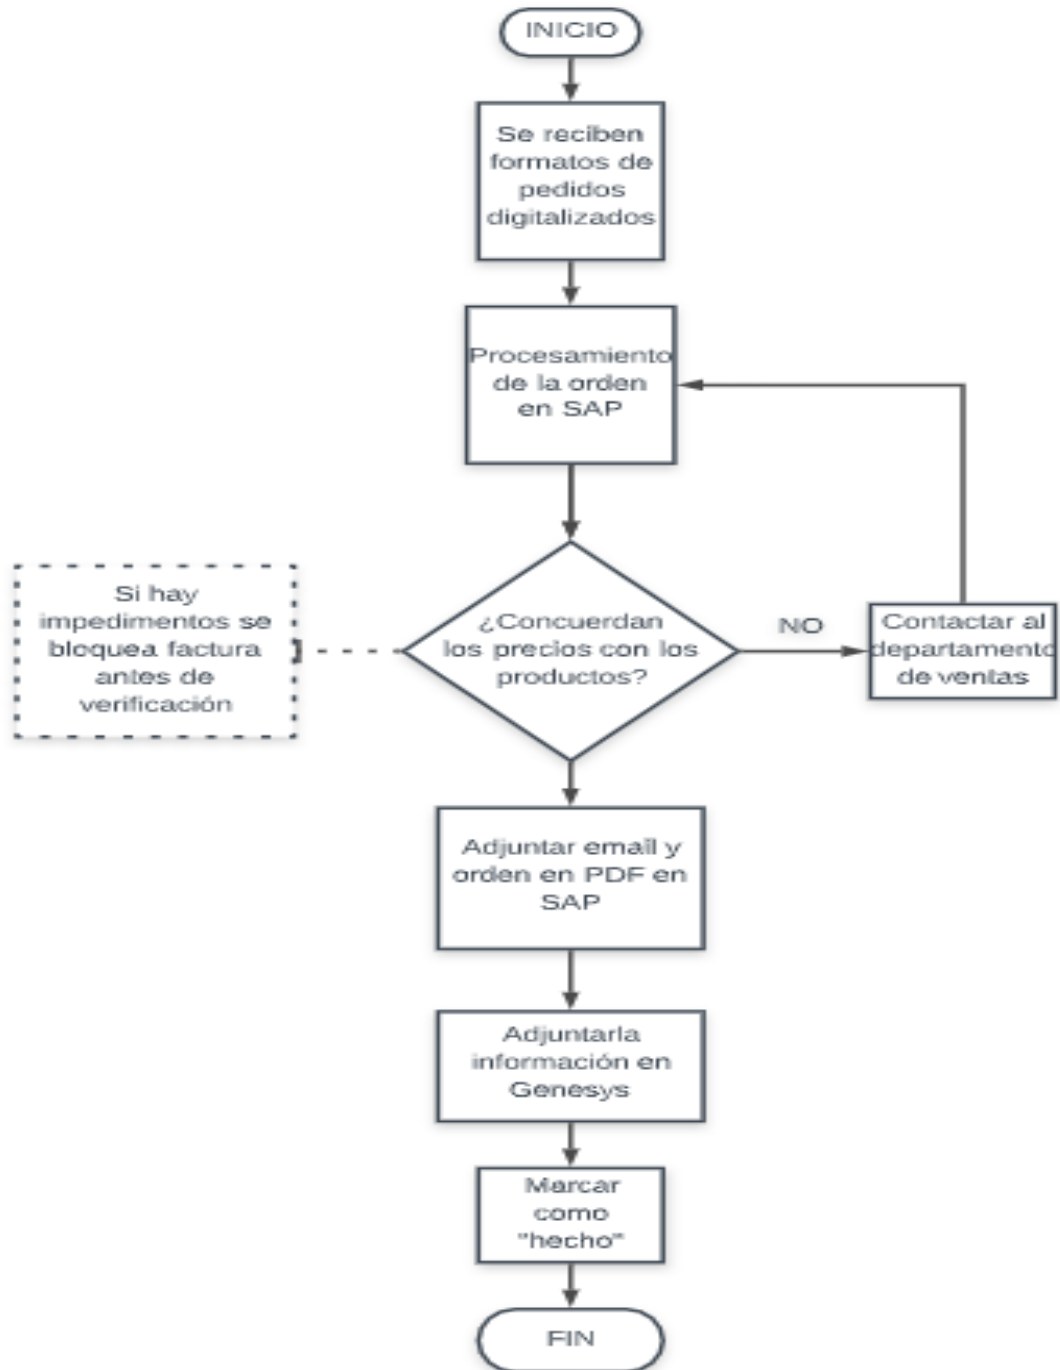 INICIO
Se reciben
formatos de
pedidos
digitalizados
Procesamiento
de la orden
en SAP
Si hay
impedimentos se
bloquea factura
antes de
verificación
¿Concuerdan
los precios con los
productos?
NO
Contactar al
departamento
de ventas
Adjuntar email y
orden en PDF en
SAP
Adjuntarla
información en
Genesys
Marcar
como
"hecho"
FIN